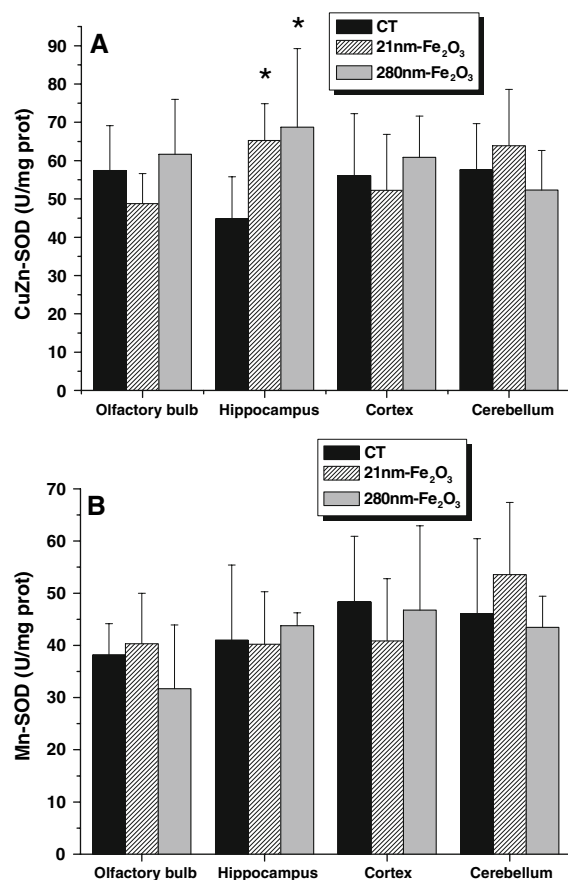 A
CT
21nm-Fe₂O₃
280nm-Fe₂O₃
*
*
CuZn-SOD (U/mg prot)
90
80
70
60
50
40
30
20
10
0
Olfactory bulb Hippocampus Cortex Cerebellum
CT
21nm-Fe₂O₃
280nm-Fe₂O₃
B
Mn-SOD (U/mg prot)
70
60
50
40
30
20
10
0
Olfactory bulb Hippocampus Cortex Cerebellum